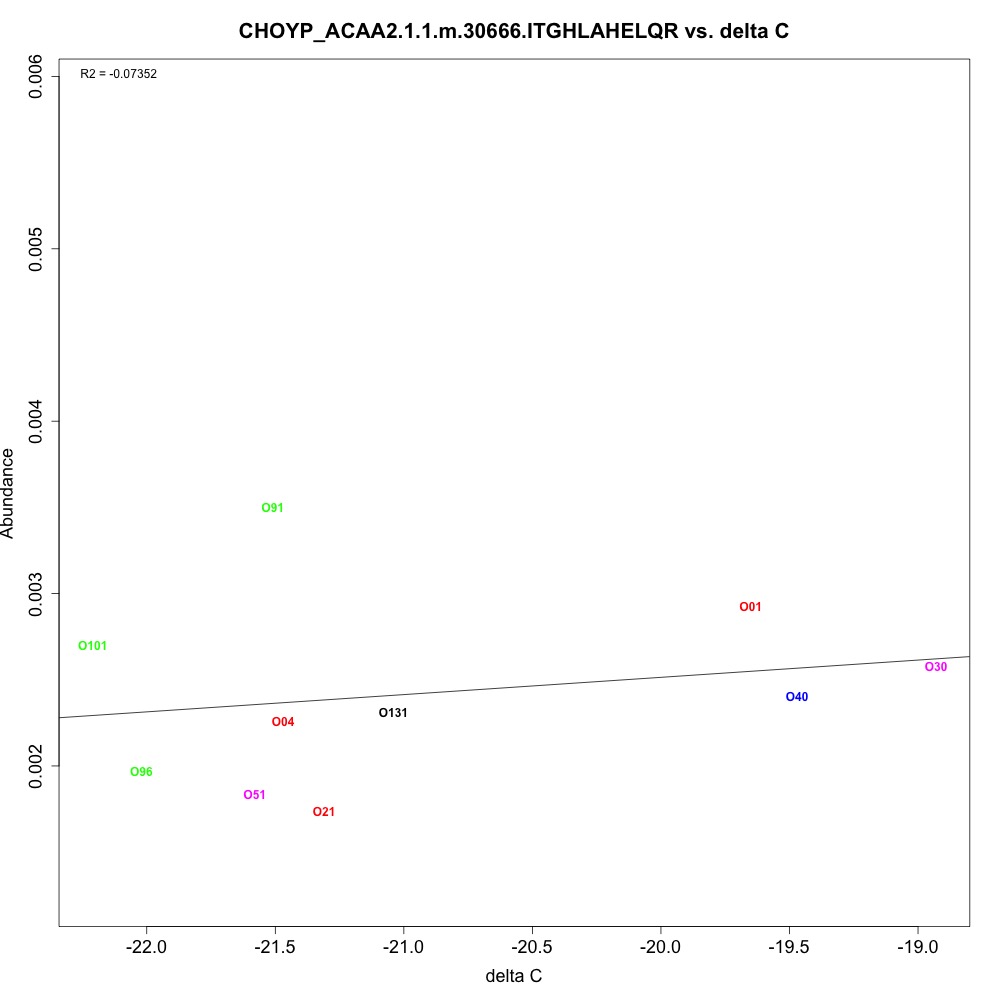 CHOYP_ACAA2.1.1.m.30666.ITGHLAHELQR vs. delta C
R2 = -0.07352
0.006
0.005
0.004
0.003
0.002
Abundance
O91
O01
O101
O30
O40
O131
O04
O96
O51
O21
-22.0 -21.5 -21.0 -20.5 -20.0 -19.5 -19.0
delta C